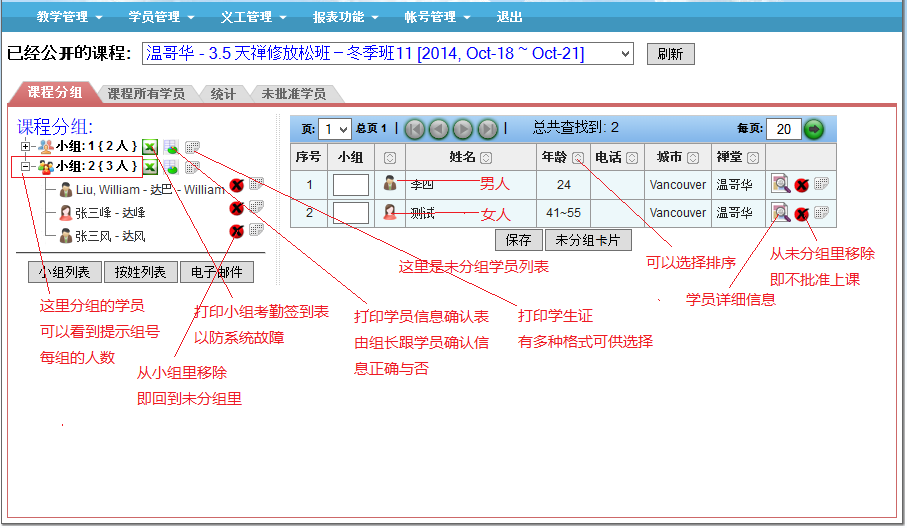 教学管理 学员管理 义工管理 报表功能 帐号管理 退出
已经公开的课程: 温哥华 - 3.5 天禅修放松班－冬季班11 [2014, Oct-18 ~ Oct-21] 刷新
课程分组 课程所有学员 统计 未批准学员
课程分组:
小组: 1 { 2 人 }
小组: 2 { 3 人 }
Liu, William - 达巴 - William
张三峰 - 达峰
张三风 - 达风
小组列表 按姓列表 电子邮件
页: 1 总页 1 | | 总共查找到: 2 每页: 20
序号 小组 姓名 年龄 电话 城市 禅堂
1 李四 男人 24 Vancouver 温哥华
2 测试 女人 41~55 Vancouver 温哥华
保存 未分组卡片
这里是未分组学员列表
可以选择排序
从未分组里移除
即不批准上课
学员详细信息
这里分组的学员
可以看到提示组号
每组的人数
打印小组考勤签到表
以防系统故障
从小组里移除
即回到未分组里
打印学员信息确认表
由组长跟学员确认信
息正确与否
打印学生证
有多种格式可供选择